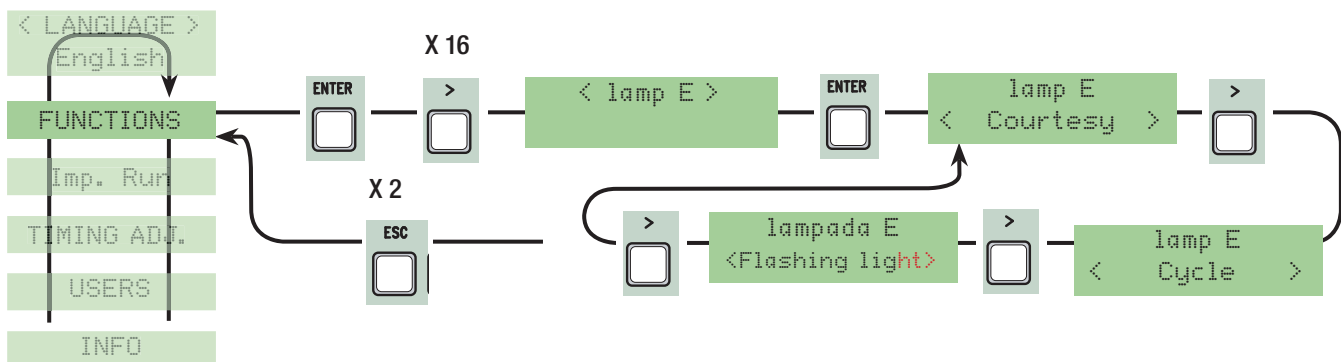 < LANGUAGE >
English
FUNCTIONS
Imp. Run
TIMING ADJ.
USERS
INFO
ENTER
X 16
>
< lamp E >
ENTER
lamp E
< Courtesy >
>
X 2
ESC
>
lampada E
<Flashing light>
>
lamp E
< Cycle >